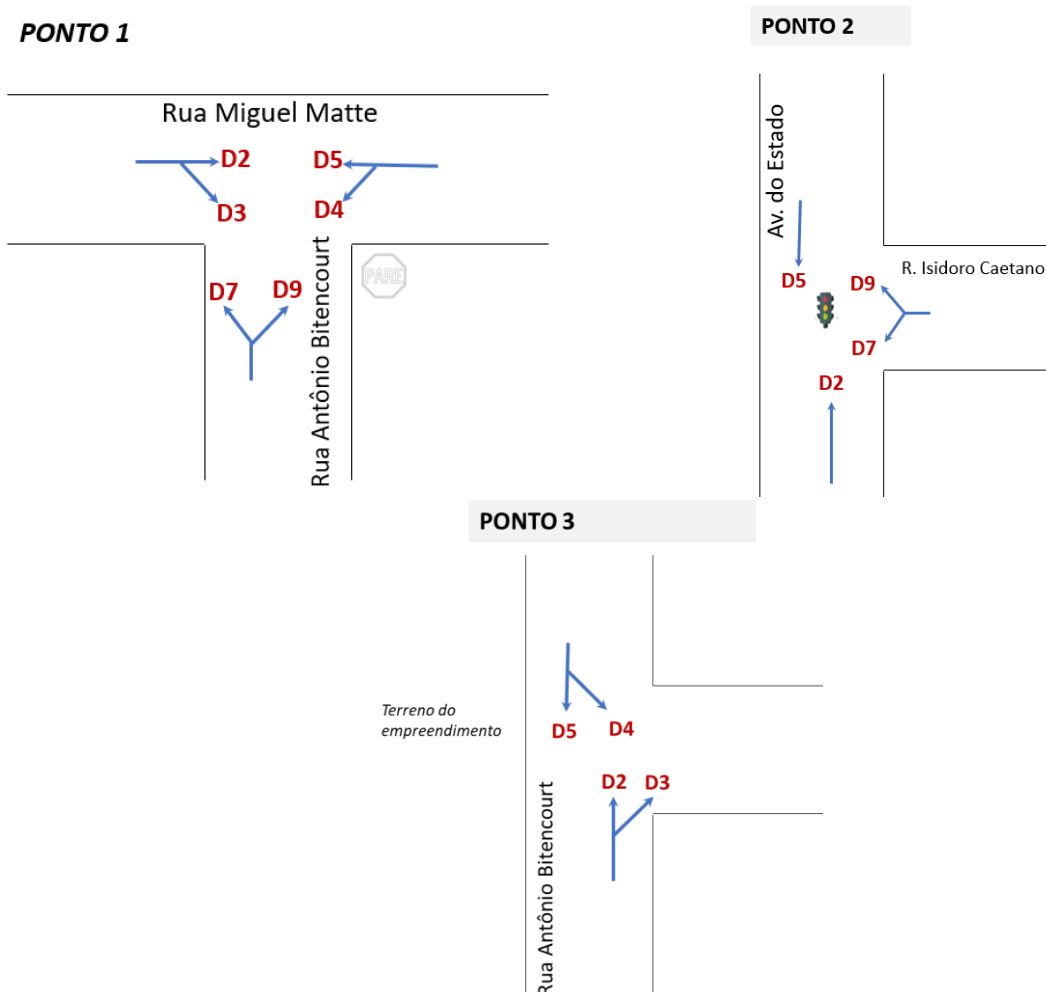 PONTO 1
Rua Miguel Matte
D2
D5
D3
D4
D7
D9
PARE
Rua Antônio Bitencourt
PONTO 2
Av. do Estado
R. Isidoro Caetano
D5
D9
D7
D2
PONTO 3
Terreno do
empreendimento
D5
D4
D2
D3
Rua Antônio Bitencourt